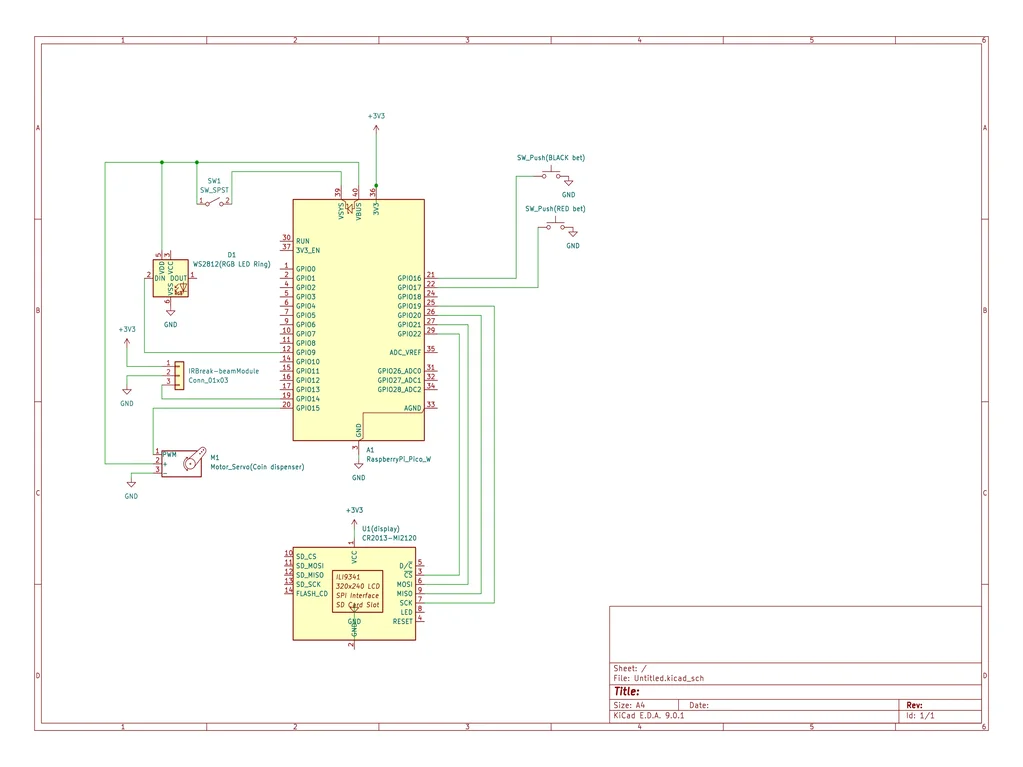 1 2 3 4 5 6
A A
+3V3
SW_Push(BLACK bet)
GND
SW1
SW_SPST
1 2
39 40 36
VSYS VBUS 3V3
SW_Push(RED bet)
GND
30 RUN
37 3V3_EN
D1
WS2812(RGB LED Ring)
5 3
VDD VCC
2 DIN DOUT 1
VSS
6
GND
1 GPIO0
2 GPIO1
4 GPIO2
5 GPIO3
6 GPIO4
7 GPIO5
9 GPIO6
10 GPIO7
11 GPIO8
12 GPIO9
14 GPIO10
15 GPIO11
16 GPIO12
17 GPIO13
19 GPIO14
20 GPIO15
GPIO16 21
GPIO17 22
GPIO18 24
GPIO19 25
GPIO20 26
GPIO21 27
GPIO22 29
ADC_VREF 35
GPIO26_ADC0 31
GPIO27_ADC1 32
GPIO28_ADC2 34
AGND 33
GND
3
A1
RaspberryPi_Pico_W
GND
B B
+3V3
1
2
3
IRBreak-beamModule
Conn_01x03
GND
1 PWM
2 +
3 -
M1
Motor_Servo(Coin dispenser)
GND
C C
+3V3
U1(display)
CR2013-MI2120
1
VCC
10 SD_CS
11 SD_MOSI
12 SD_MISO
13 SD_SCK
14 FLASH_CD
ILI9341
320x240 LCD
SPI Interface
SD Card Slot
D/C 5
CS 3
MOSI 6
MISO 9
SCK 7
LED 8
RESET 4
GND
GND
2
D D
Sheet: /
File: Untitled.kicad_sch
Title:
Size: A4 Date: Rev:
KiCad E.D.A. 9.0.1 Id: 1/1
1 2 3 4 5 6